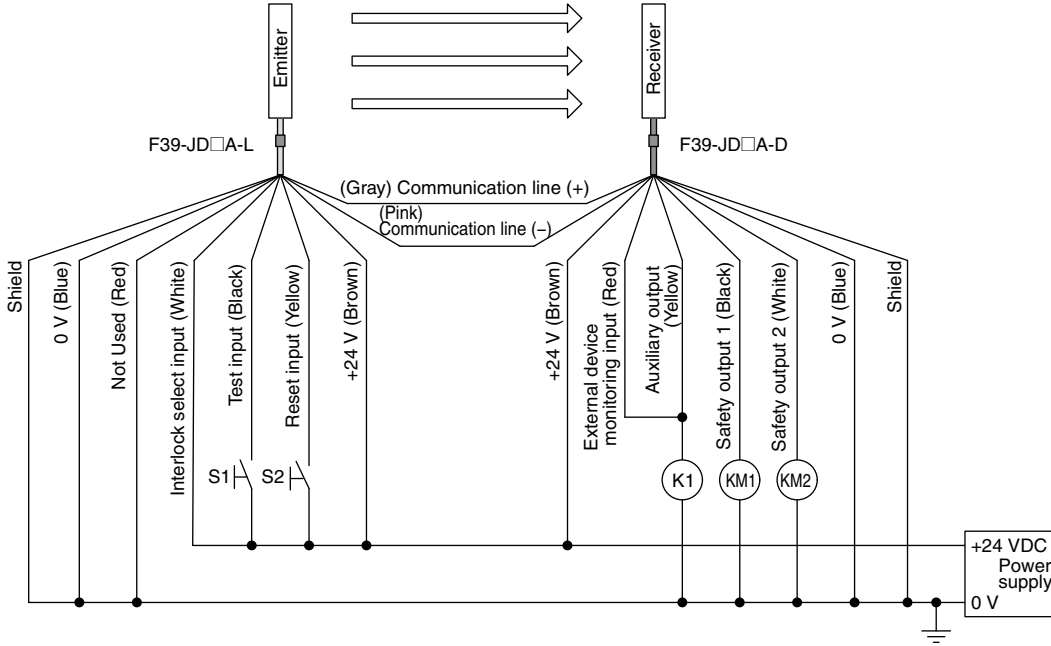 Emitter
Receiver
F39-JD□A-L
F39-JD□A-D
(Gray) Communication line (+)
(Pink)
Communication line (−)
Shield
0 V (Blue)
Not Used (Red)
Interlock select input (White)
Test input (Black)
Reset input (Yellow)
+24 V (Brown)
+24 V (Brown)
External device
monitoring input (Red)
Auxiliary output
(Yellow)
Safety output 1 (Black)
Safety output 2 (White)
0 V (Blue)
Shield
S1
S2
K1
KM1
KM2
+24 VDC
Power
supply
0 V